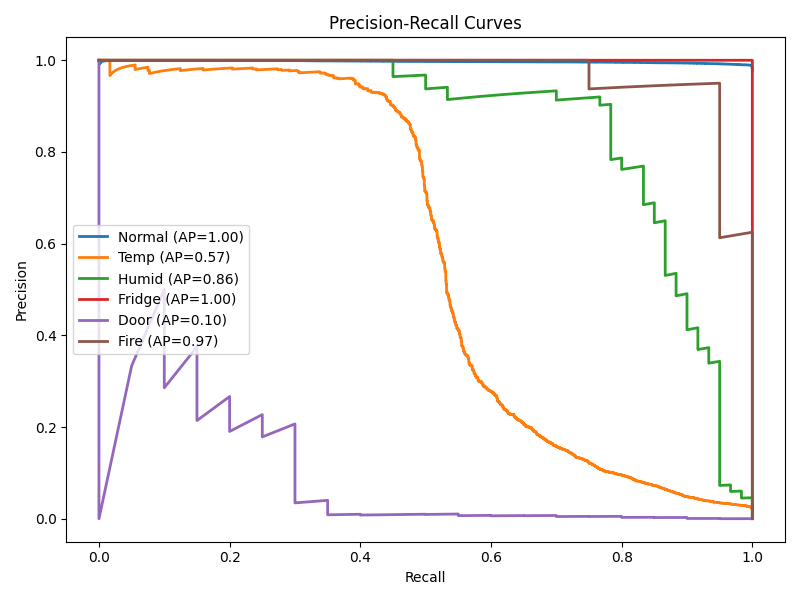 Precision-Recall Curves
1.0
0.8
0.6
0.4
0.2
0.0
Precision
Normal (AP=1.00)
Temp (AP=0.57)
Humid (AP=0.86)
Fridge (AP=1.00)
Door (AP=0.10)
Fire (AP=0.97)
0.0 0.2 0.4 0.6 0.8 1.0
Recall